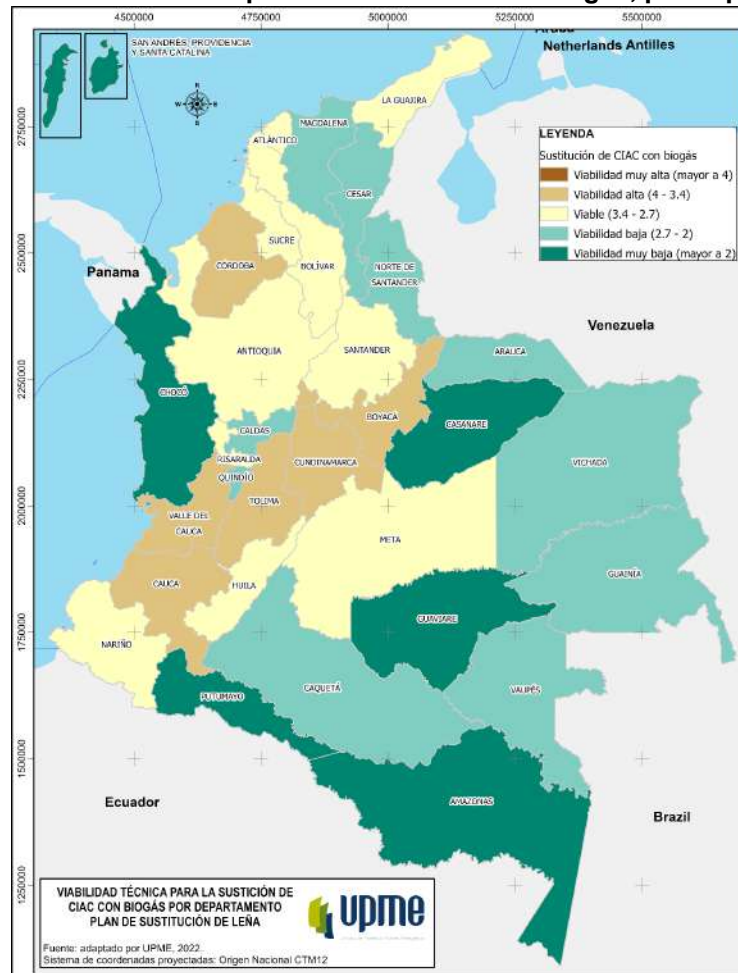 4500000 4750000 5000000 5250000 5500000
SAN ANDRÉS, PROVIDENCIA
Y SANTA CATALINA
Netherlands Antilles
LA GUAJIRA
LEYENDA
Sustitución de CIAC con biogás
Viabilidad muy alta (mayor a 4)
Viabilidad alta (4 - 3.4)
Viable (3.4 - 2.7)
Viabilidad baja (2.7 - 2)
Viabilidad muy baja (mayor a 2)
2750000
MAGDALENA
ATLÁNTICO
CESAR
SUCRE
2500000
CÓRDOBA
BOLÍVAR
NORTE DE
SANTANDER
Panama
Venezuela
ANTIOQUIA
SANTANDER
ARAUCA
2250000
CHOCÓ
BOYACA
CASANARE
CALDAS
RISARALDA
CUNDINAMARCA
VICHADA
QUINDÍO
2000000
TOLIMA
VALLE DEL
CAUCA
META
CAUCA
HUILA
GUAINÍA
GUAVIARE
1750000
NARIÑO
CAQUETÁ
VAUPÉS
PUTUMAYO
1500000
AMAZONAS
Ecuador
Brazil
1250000
VIABILIDAD TÉCNICA PARA LA SUSTICIÓN DE
CIAC CON BIOGÁS POR DEPARTAMENTO
PLAN DE SUSTITUCIÓN DE LEÑA
upme
Fuente: adaptado por UPME, 2022.
Sistema de coordenadas proyectadas: Origen Nacional CTM12